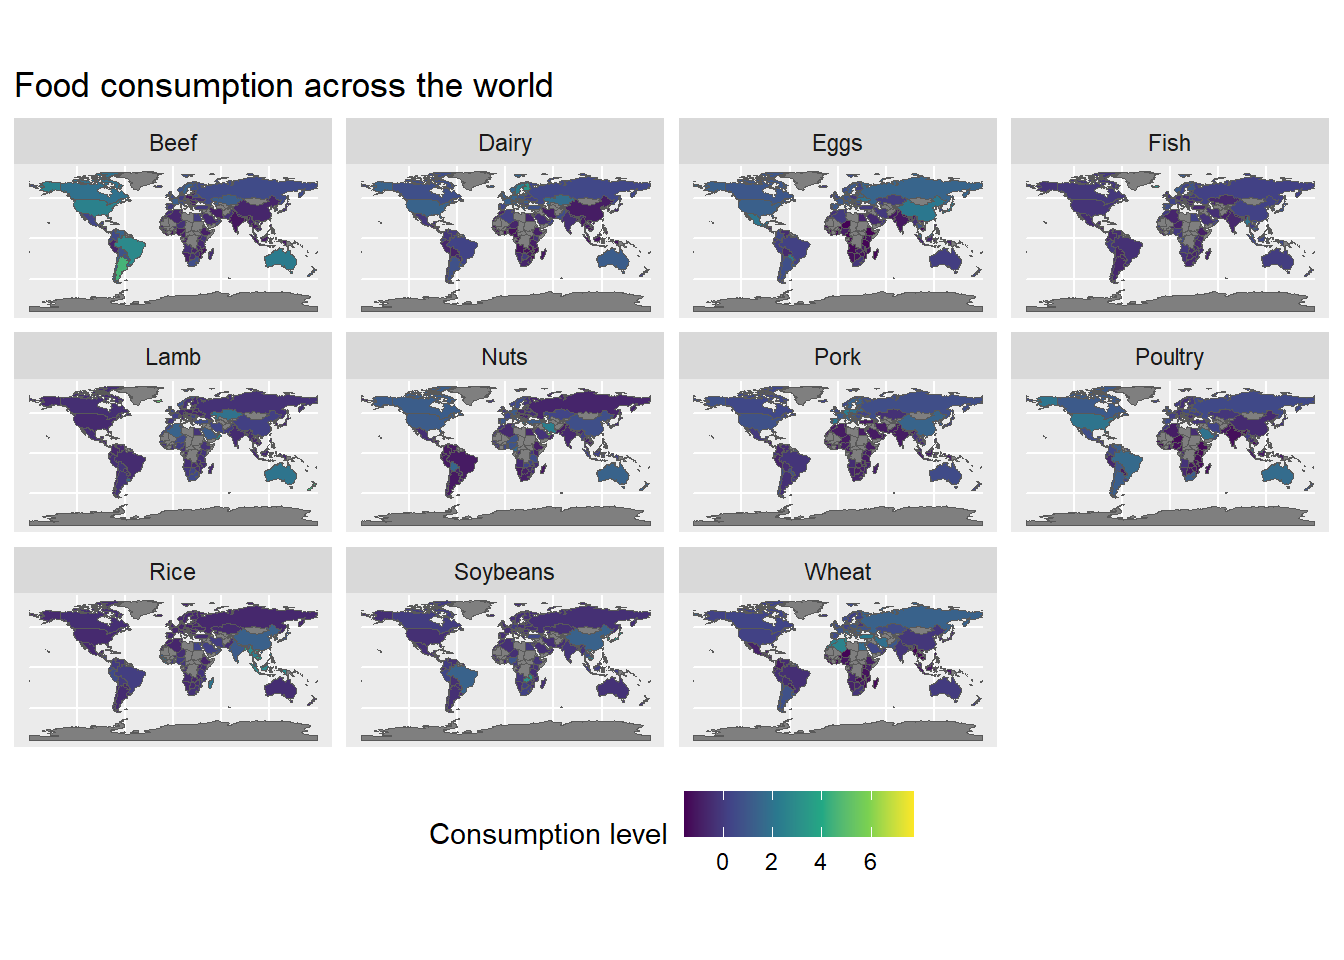 Food consumption across the world
Beef Dairy Eggs Fish
Lamb Nuts Pork Poultry
Rice Soybeans Wheat
Consumption level
0 2 4 6